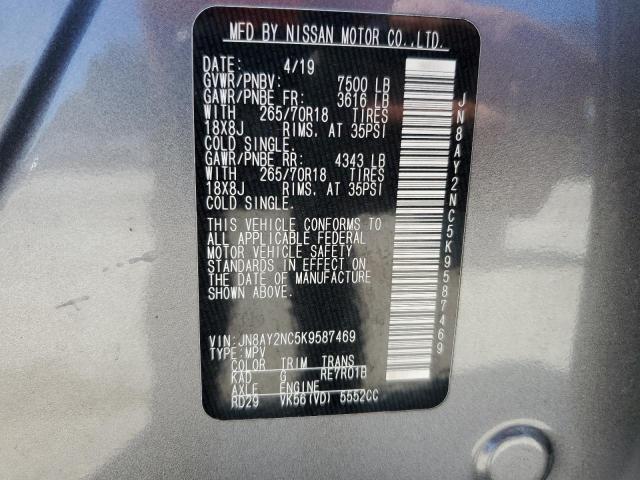 MFD BY NISSAN MOTOR CO.,LTD.
DATE: 4/19
GVWR/PNBV: 7500 LB
GAWR/PNBE FR: 3616 LB
WITH 265/70R18 TIRES
18X8J RIMS, AT 35PSI
COLD SINGLE.
GAWR/PNBE RR: 4343 LB
WITH 265/70R18 TIRES
18X8J RIMS, AT 35PSI
COLD SINGLE.
THIS VEHICLE CONFORMS TO
ALL APPLICABLE FEDERAL
MOTOR VEHICLE SAFETY
STANDARDS IN EFFECT ON
THE DATE OF MANUFACTURE
SHOWN ABOVE.
VIN: JN8AY2NC5K9587469
TYPE: MPV
COLOR TRIM TRANS
KAD G RE7R01B
AXLE ENGINE
RD29 VK56(VD) 5552CC
JN8AY2NC5K9587469